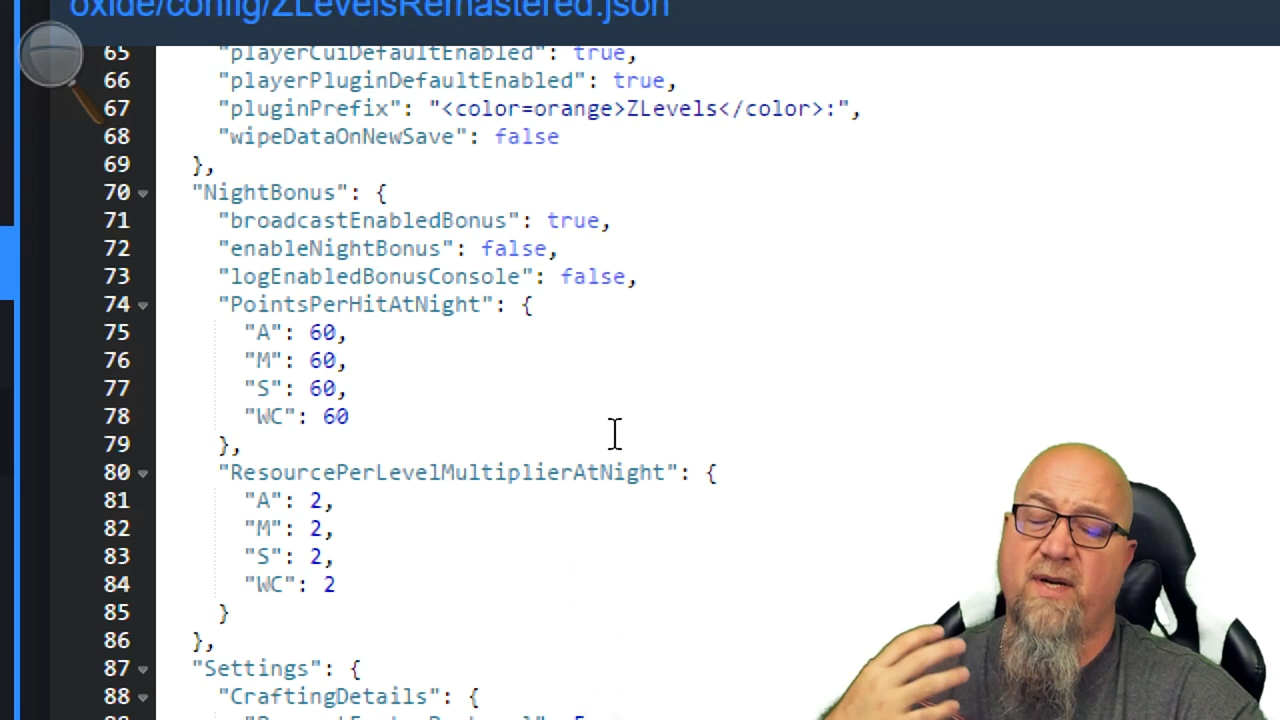 oxide/config/ZLevelsRemastered.json
65 "playerCuiDefaultEnabled": true,
66 "playerPluginDefaultEnabled": true,
67 "pluginPrefix": "<color=orange>ZLevels</color>:",
68 "wipeDataOnNewSave": false
69 },
70 "NightBonus": {
71 "broadcastEnabledBonus": true,
72 "enableNightBonus": false,
73 "logEnabledBonusConsole": false,
74 "PointsPerHitAtNight": {
75 "A": 60,
76 "M": 60,
77 "S": 60,
78 "WC": 60
79 },
80 "ResourcePerLevelMultiplierAtNight": {
81 "A": 2,
82 "M": 2,
83 "S": 2,
84 "WC": 2
85 }
86 },
87 "Settings": {
88 "CraftingDetails": {